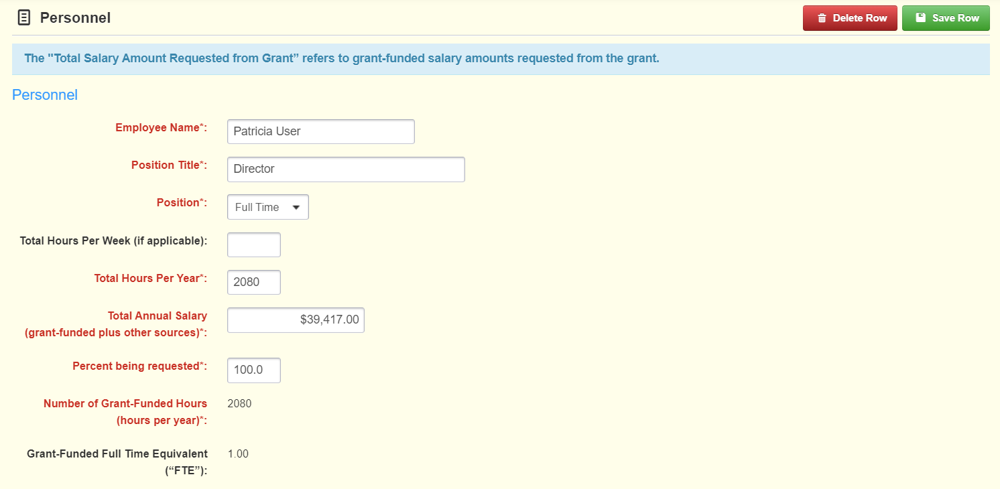 Personnel
Delete Row
Save Row
The "Total Salary Amount Requested from Grant” refers to grant-funded salary amounts requested from the grant.
Personnel
Employee Name*: Patricia User
Position Title*: Director
Position*: Full Time
Total Hours Per Week (if applicable):
Total Hours Per Year*: 2080
Total Annual Salary
(grant-funded plus other sources)*: $39,417.00
Percent being requested*: 100.0
Number of Grant-Funded Hours 2080
(hours per year)*:
Grant-Funded Full Time Equivalent 1.00
(“FTE”):